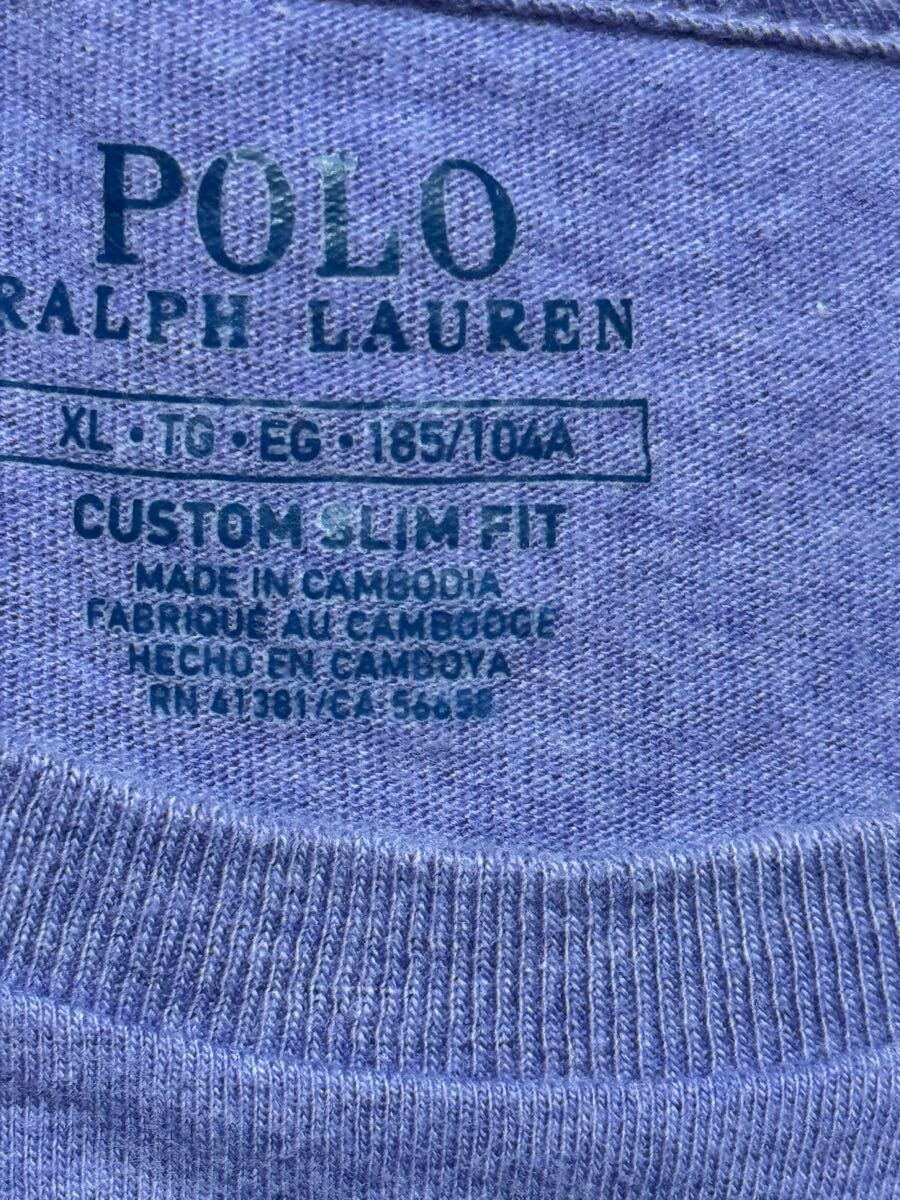 POLO
RALPH LAUREN
XL • TG • EG • 185/104A
CUSTOM SLIM FIT
MADE IN CAMBODIA
FABRIQUÉ AU CAMBODGE
HECHO EN CAMBOYA
RN 41381/CA 56658